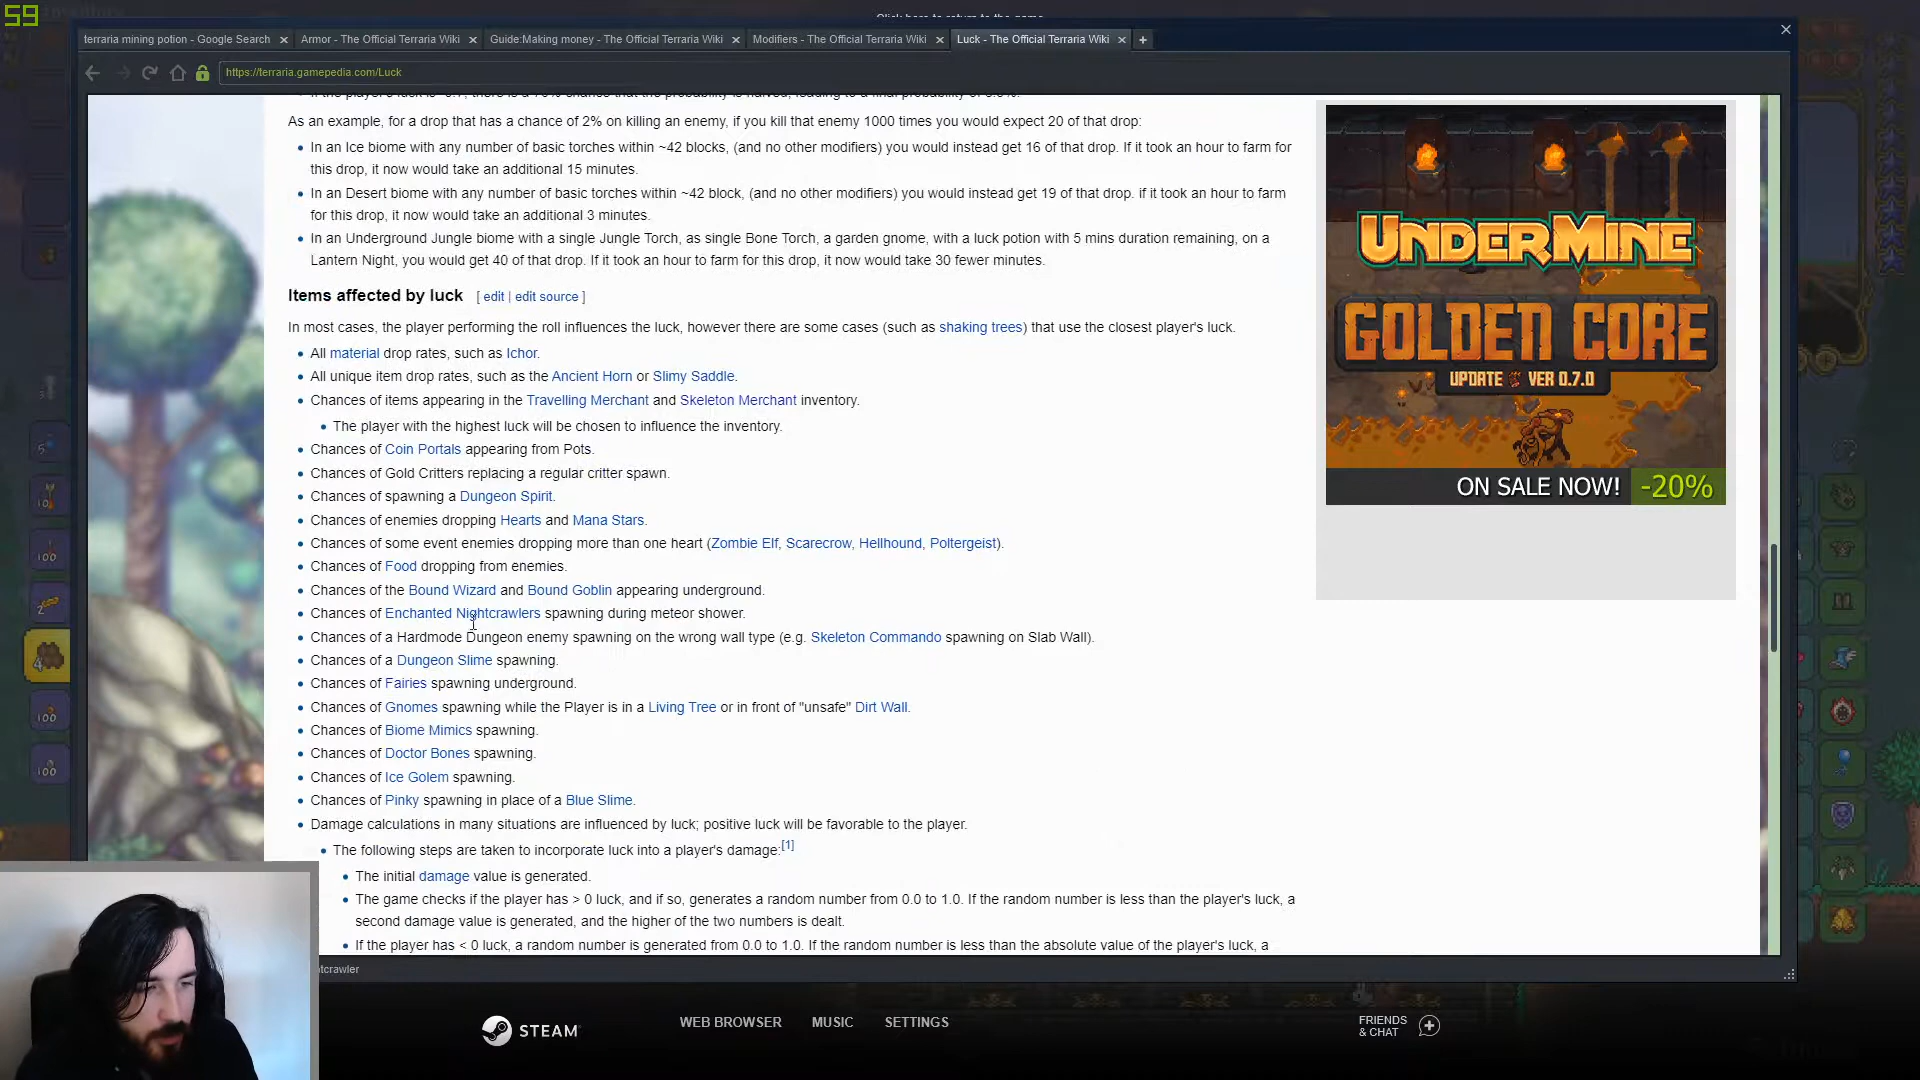 59
Click here to return to the game
terraria mining potion - Google Search
Armor - The Official Terraria Wiki
Guide:Making money - The Official Terraria Wiki
Modifiers - The Official Terraria Wiki
Luck - The Official Terraria Wiki
https://terraria.gamepedia.com/Luck
As an example, for a drop that has a chance of 2% on killing an enemy, if you kill that enemy 1000 times you would expect 20 of that drop:
In an Ice biome with any number of basic torches within ~42 blocks, (and no other modifiers) you would instead get 16 of that drop. If it took an hour to farm for
this drop, it now would take an additional 15 minutes.
In an Desert biome with any number of basic torches within ~42 block, (and no other modifiers) you would instead get 19 of that drop. if it took an hour to farm
for this drop, it now would take an additional 3 minutes.
In an Underground Jungle biome with a single Jungle Torch, as single Bone Torch, a garden gnome, with a luck potion with 5 mins duration remaining, on a
Lantern Night, you would get 40 of that drop. If it took an hour to farm for this drop, it now would take 30 fewer minutes.
Items affected by luck [ edit | edit source ]
In most cases, the player performing the roll influences the luck, however there are some cases (such as shaking trees) that use the closest player's luck.
All material drop rates, such as Ichor.
All unique item drop rates, such as the Ancient Horn or Slimy Saddle.
Chances of items appearing in the Travelling Merchant and Skeleton Merchant inventory.
The player with the highest luck will be chosen to influence the inventory.
Chances of Coin Portals appearing from Pots.
Chances of Gold Critters replacing a regular critter spawn.
Chances of spawning a Dungeon Spirit.
Chances of enemies dropping Hearts and Mana Stars.
Chances of some event enemies dropping more than one heart (Zombie Elf, Scarecrow, Hellhound, Poltergeist).
Chances of Food dropping from enemies.
Chances of the Bound Wizard and Bound Goblin appearing underground.
Chances of Enchanted Nightcrawlers spawning during meteor shower.
Chances of a Hardmode Dungeon enemy spawning on the wrong wall type (e.g. Skeleton Commando spawning on Slab Wall).
Chances of a Dungeon Slime spawning.
Chances of Fairies spawning underground.
Chances of Gnomes spawning while the Player is in a Living Tree or in front of "unsafe" Dirt Wall.
Chances of Biome Mimics spawning.
Chances of Doctor Bones spawning.
Chances of Ice Golem spawning.
Chances of Pinky spawning in place of a Blue Slime.
Damage calculations in many situations are influenced by luck; positive luck will be favorable to the player.
The following steps are taken to incorporate luck into a player's damage:[1]
The initial damage value is generated.
The game checks if the player has > 0 luck, and if so, generates a random number from 0.0 to 1.0. If the random number is less than the player's luck, a
second damage value is generated, and the higher of the two numbers is dealt.
If the player has < 0 luck, a random number is generated from 0.0 to 1.0. If the random number is less than the absolute value of the player's luck, a
UNDERMINE
GOLDEN CORE
UPDATE VER 0.7.0
ON SALE NOW! -20%
tcrawler
STEAM
WEB BROWSER
MUSIC
SETTINGS
FRIENDS
& CHAT
5
10
100
2
4
100
100